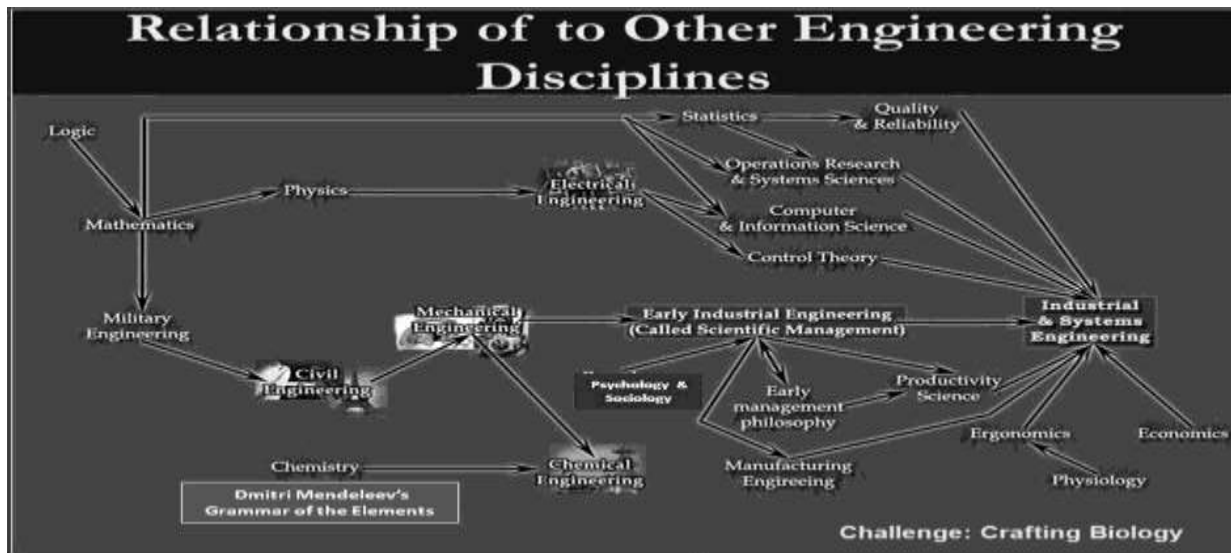 Relationship of to Other Engineering
Disciplines
Logic
Statistics
Quality
& Reliability
Operations Research
& Systems Sciences
Physics
Electrical
Engineering
Mathematics
Computer
& Information Science
Control Theory
Military
Engineering
Mechanical
Engineering
Early Industrial Engineering
(Called Scientific Management)
Industrial
& Systems
Engineering
Civil
Engineering
Psychology &
Sociology
Early
management
philosophy
Productivity
Science
Ergonomics
Economics
Chemistry
Chemical
Engineering
Manufacturing
Engireeing
Physiology
Dmitri Mendeleev's
Grammar of the Elements
Challenge: Crafting Biology